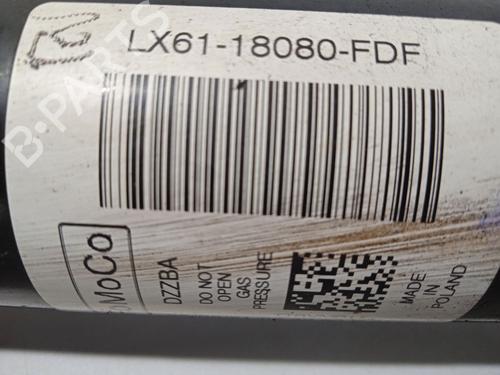 LX61-18080-FDF
B-PARTS
MoCo
DZZBA
DO NOT
OPEN
GAS
PRESSURE
MADE
IN
POLAND